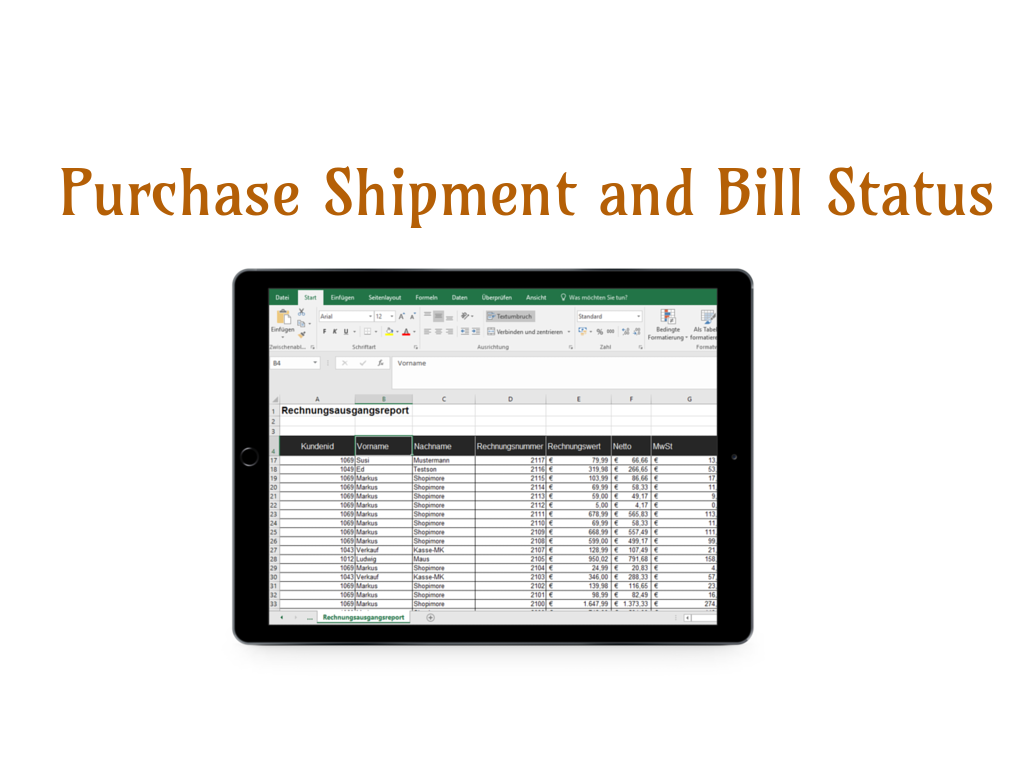 Purchase Shipment and Bill Status
Datei Start Einfügen Seitenlayout Formeln Daten Überprüfen Ansicht Was möchten Sie tun?
Arial 12 Textumbruch Standard
Einfügen F K U Verbinden und zentrieren % 000 Bedingte Formatierung Als Tabel formatieren
Zwischenabl... Schriftart Ausrichtung Zahl Formatv
B4 fx Vorname
A B C D E F G
1 Rechnungsausgangsreport
2
3
4 Kundenid Vorname Nachname Rechnungsnummer Rechnungswert Netto MwSt
17 1069 Susi Mustermann 2117 € 79,99 € 66,66 € 13,
18 1049 Ed Testson 2116 € 319,98 € 266,65 € 53,
19 1069 Markus Shopimore 2115 € 103,99 € 86,66 € 17,
20 1069 Markus Shopimore 2114 € 69,99 € 58,33 € 11,
21 1069 Markus Shopimore 2113 € 59,00 € 49,17 € 9,
22 1069 Markus Shopimore 2112 € 5,00 € 4,17 € 0,
23 1069 Markus Shopimore 2111 € 678,99 € 565,83 € 113,
24 1069 Markus Shopimore 2110 € 69,99 € 58,33 € 11,
25 1069 Markus Shopimore 2109 € 668,99 € 557,49 € 111,
26 1069 Markus Shopimore 2108 € 599,00 € 499,17 € 99,
27 1043 Verkauf Kasse-MK 2107 € 128,99 € 107,49 € 21,
28 1012 Ludwig Maus 2105 € 950,02 € 791,68 € 158,
29 1069 Markus Shopimore 2104 € 24,99 € 20,83 € 4,
30 1043 Verkauf Kasse-MK 2103 € 346,00 € 288,33 € 57,
31 1069 Markus Shopimore 2102 € 139,98 € 116,65 € 23,
32 1069 Markus Shopimore 2101 € 98,99 € 82,49 € 16,
33 1069 Markus Shopimore 2100 € 1.647,99 € 1.373,33 € 274,
... Rechnungsausgangsreport